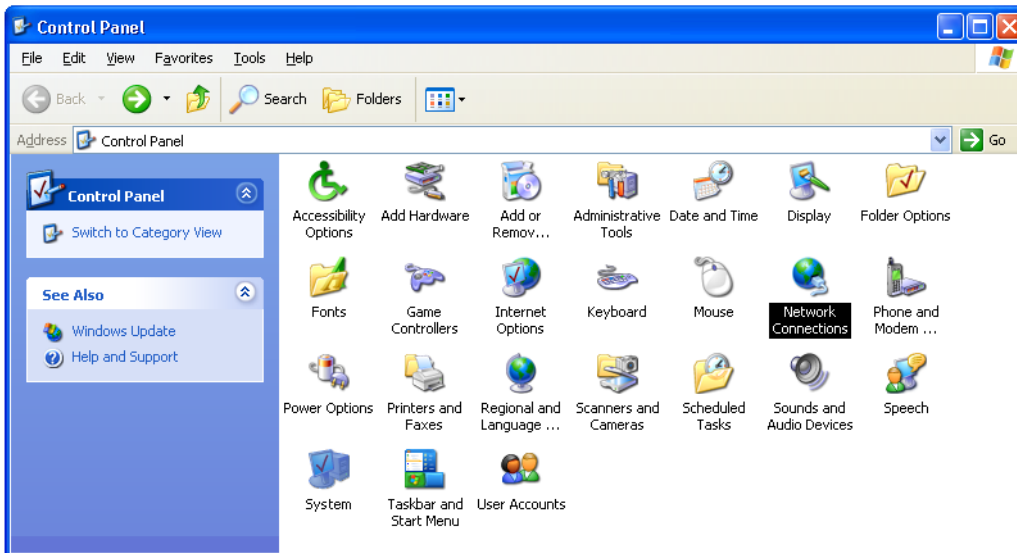 Control Panel
File Edit View Favorites Tools Help
Back Search Folders
Address Control Panel Go
Control Panel
Switch to Category View
See Also
Windows Update
Help and Support
Accessibility Options
Add Hardware
Add or Remov...
Administrative Tools
Date and Time
Display
Folder Options
Fonts
Game Controllers
Internet Options
Keyboard
Mouse
Network Connections
Phone and Modem ...
Power Options
Printers and Faxes
Regional and Language ...
Scanners and Cameras
Scheduled Tasks
Sounds and Audio Devices
Speech
System
Taskbar and Start Menu
User Accounts